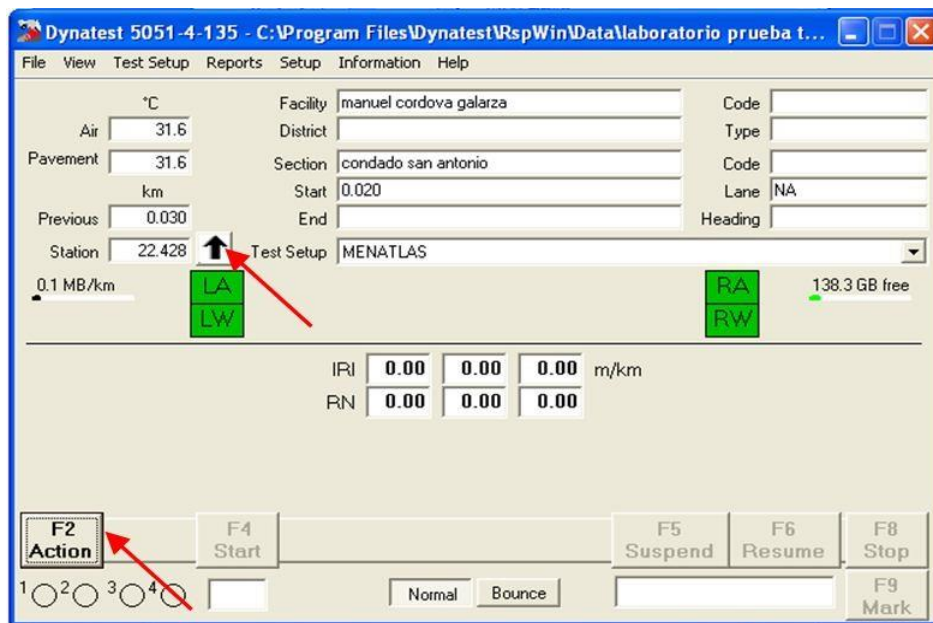 Dynatest 5051-4-135 - C:\Program Files\Dynatest\RspWin\Data\laboratorio prueba t...
File View Test Setup Reports Setup Information Help
°C Facility manuel cordova galarza Code
Air 31.6 District Type
Pavement 31.6 Section condado san antonio Code
km Start 0.020 Lane NA
Previous 0.030 End Heading
Station 22.428 Test Setup MENATLAS
0.1 MB/km LA RA 138.3 GB free
LW RW
IRI 0.00 0.00 0.00 m/km
RN 0.00 0.00 0.00
F2 F4 F5 F6 F8
Action Start Suspend Resume Stop
1 2 3 4 Normal Bounce F9
Mark